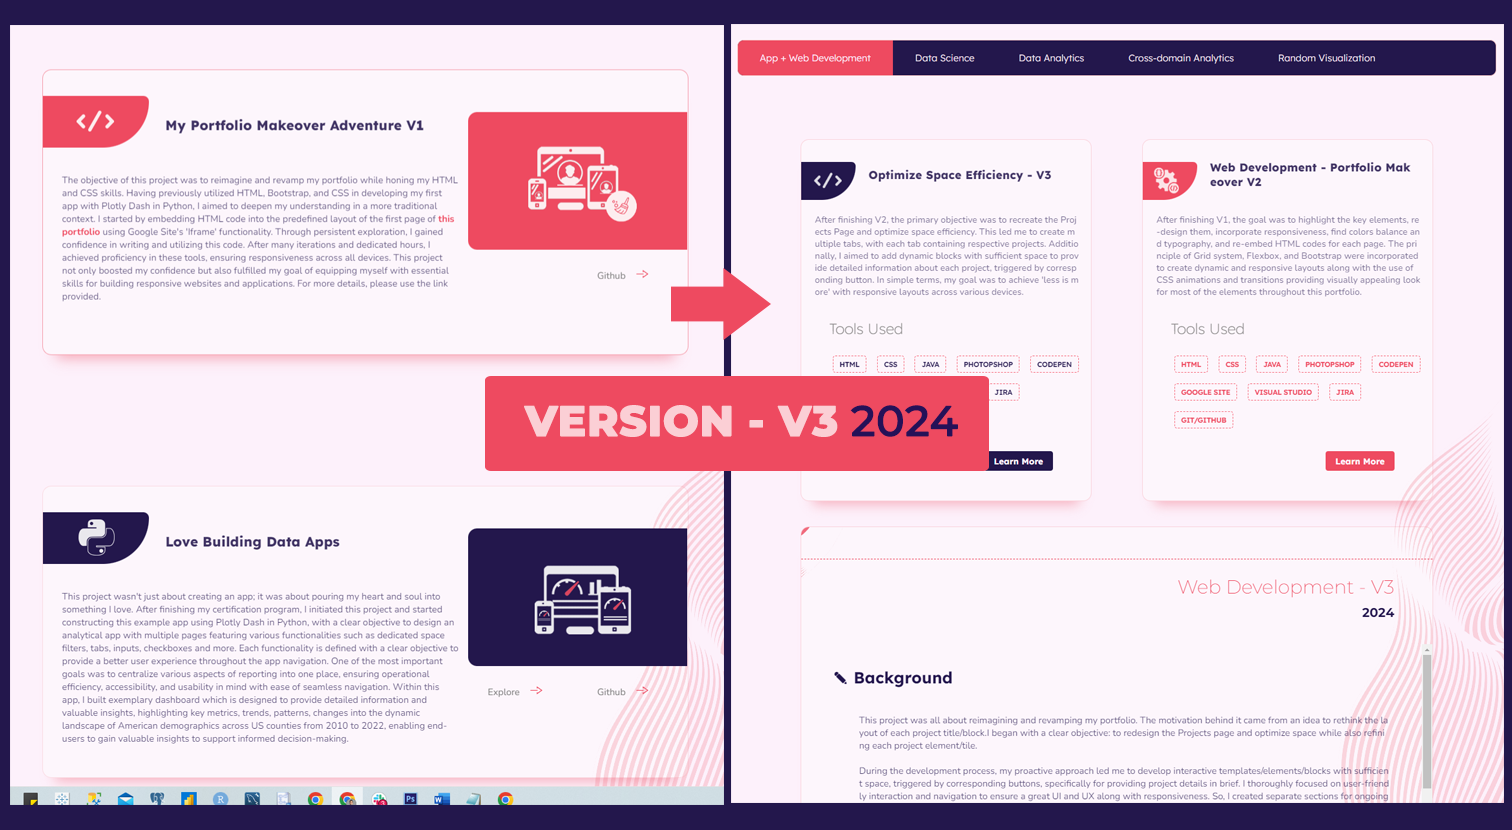 My Portfolio Makeover Adventure V1
The objective of this project was to reimagine and revamp my portfolio while honing my HTML
and CSS skills. Having previously utilized HTML, Bootstrap, and CSS in developing my first
app with Plotly Dash in Python, I aimed to deepen my understanding in a more traditional
context. I started by embedding HTML code into the predefined layout of the first page of this
portfolio using Google Site's 'Iframe' functionality. Through persistent exploration, I gained
confidence in writing and utilizing this code. After many iterations and dedicated hours, I
achieved proficiency in these tools, ensuring responsiveness across all devices. This project
not only boosted my confidence but also fulfilled my goal of equipping myself with essential
skills for building responsive websites and applications. For more details, please use the link
provided.
Github
Love Building Data Apps
This project wasn't just about creating an app; it was about pouring my heart and soul into
something I love. After finishing my certification program, I initiated this project and started
constructing this example app using Plotly Dash in Python, with a clear objective to design an
analytical app with multiple pages featuring various functionalities such as dedicated space
filters, tabs, inputs, checkboxes and more. Each functionality is defined with a clear objective to
provide a better user experience throughout the app navigation. One of the most important
goals was to centralize various aspects of reporting into one place, ensuring operational
efficiency, accessibility, and usability in mind with ease of seamless navigation. Within this
app, I built exemplary dashboard which is designed to provide detailed information and
valuable insights, highlighting key metrics, trends, patterns, changes into the dynamic
landscape of American demographics across US counties from 2010 to 2022, enabling end-
users to gain valuable insights to support informed decision-making.
Explore
Github
VERSION - V3 2024
App + Web Development
Data Science
Data Analytics
Cross-domain Analytics
Random Visualization
Optimize Space Efficiency - V3
After finishing V2, the primary objective was to recreate the Proj
ects Page and optimize space efficiency. This led me to create m
ultiple tabs, with each tab containing respective projects. Additio
nally, I aimed to add dynamic blocks with sufficient space to prov
ide detailed information about each project, triggered by corresp
onding button. In simple terms, my goal was to achieve 'less is m
ore' with responsive layouts across various devices.
Tools Used
HTML
CSS
JAVA
PHOTOPSHOP
CODEPEN
JIRA
Learn More
Web Development - Portfolio Mak
eover V2
After finishing V1, the goal was to highlight the key elements, re
-design them, incorporate responsiveness, find colors balance an
d typography, and re-embed HTML codes for each page. The pri
nciple of Grid system, Flexbox, and Bootstrap were incorporated
to create dynamic and responsive layouts along with the use of
CSS animations and transitions providing visually appealing look
for most of the elements throughout this portfolio.
Tools Used
HTML
CSS
JAVA
PHOTOPSHOP
CODEPEN
GOOGLE SITE
VISUAL STUDIO
JIRA
GIT/GITHUB
Learn More
Web Development - V3
2024
Background
This project was all about reimagining and revamping my portfolio. The motivation behind it came from an idea to rethink the la
yout of each project title/block.I began with a clear objective: to redesign the Projects page and optimize space while also refini
ng each project element/tile.
During the development process, my proactive approach led me to develop interactive templates/elements/blocks with sufficien
t space, triggered by corresponding buttons, specifically for providing project details in brief. I thoroughly focused on user-friend
ly interaction and navigation to ensure a great UI and UX along with responsiveness. So, I created separate sections for ongoing